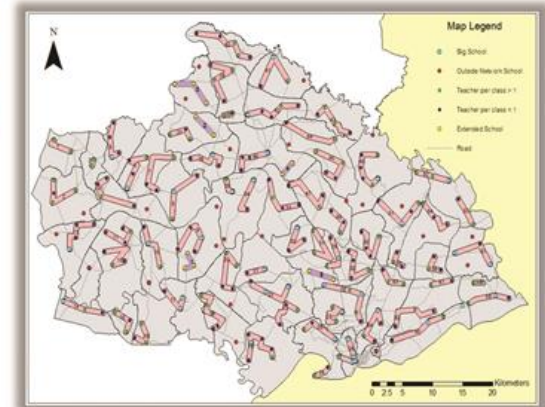 N
Map Legend
Big School
Outside Network School
Teacher per class > 1
Teacher per class < 1
Extended School
Road
Kilometers
0 2.5 5 10 15 20